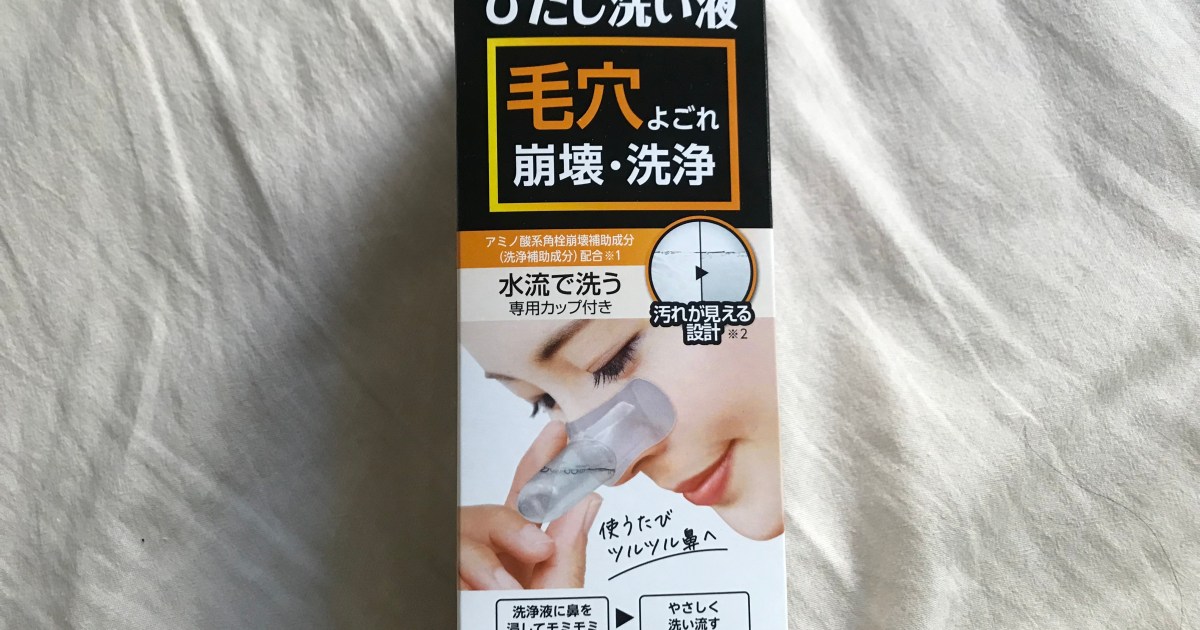 ひたし洗い液
毛穴よごれ
崩壊・洗浄
アミノ酸系角栓崩壊補助成分
(洗浄補助成分)配合※1
水流で洗う
専用カップ付き
汚れが見える
設計 ※2
使うたび
ツルツル鼻へ
洗浄液に鼻を
浸してモミモミ
やさしく
洗い流す